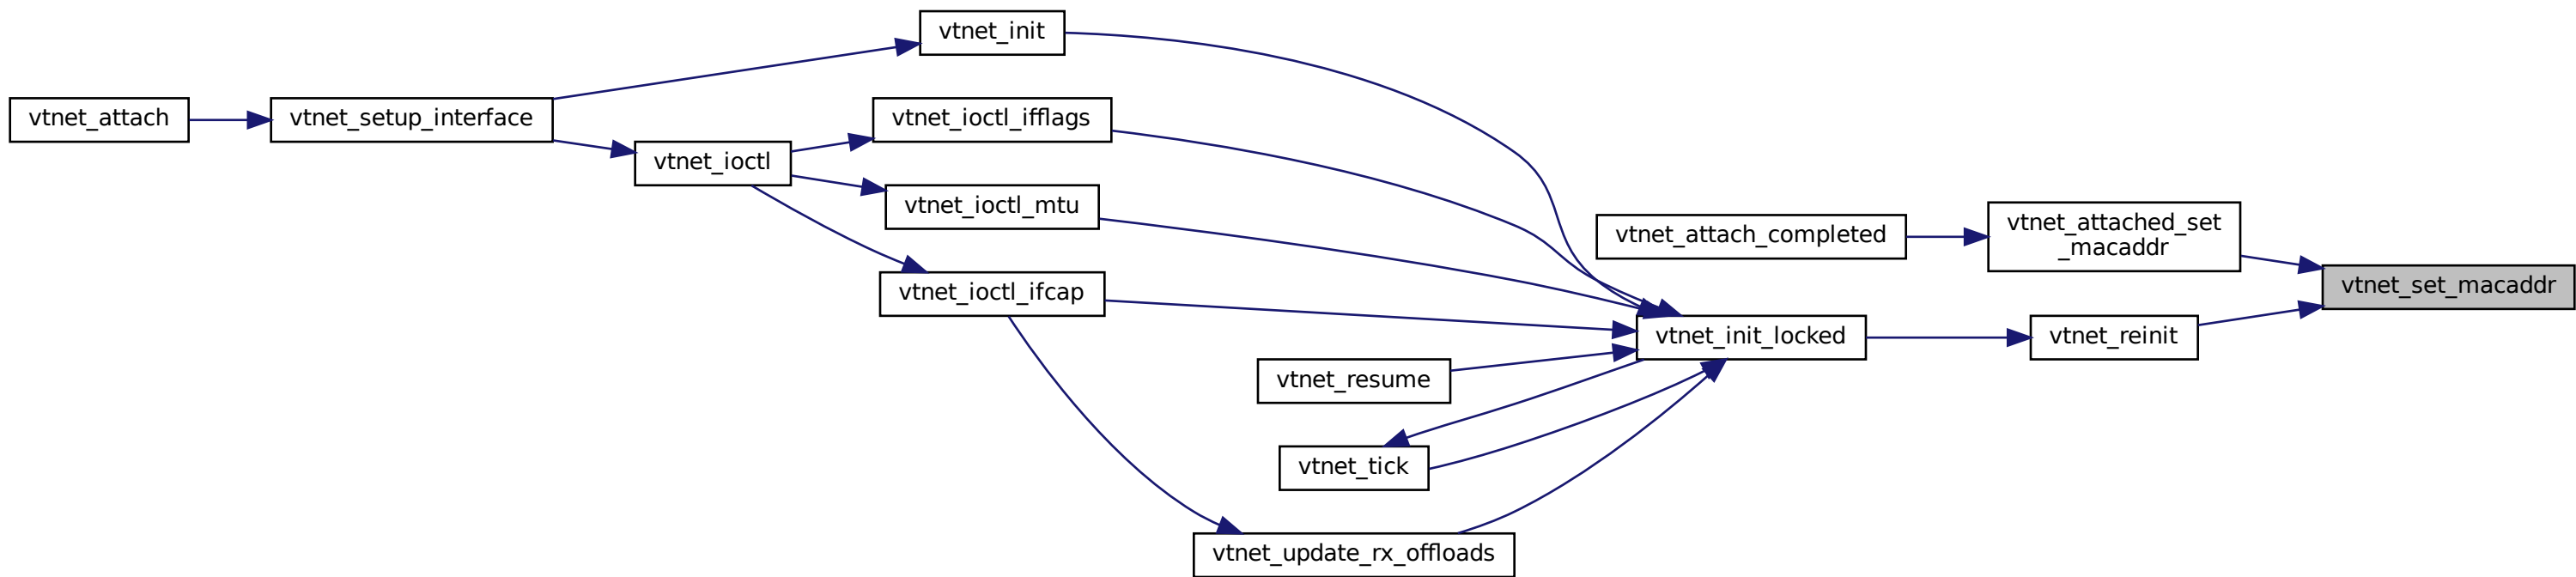 vtnet_init
vtnet_attach
vtnet_setup_interface
vtnet_ioctl_ifflags
vtnet_ioctl
vtnet_ioctl_mtu
vtnet_attach_completed
vtnet_attached_set
_macaddr
vtnet_set_macaddr
vtnet_ioctl_ifcap
vtnet_init_locked
vtnet_reinit
vtnet_resume
vtnet_tick
vtnet_update_rx_offloads